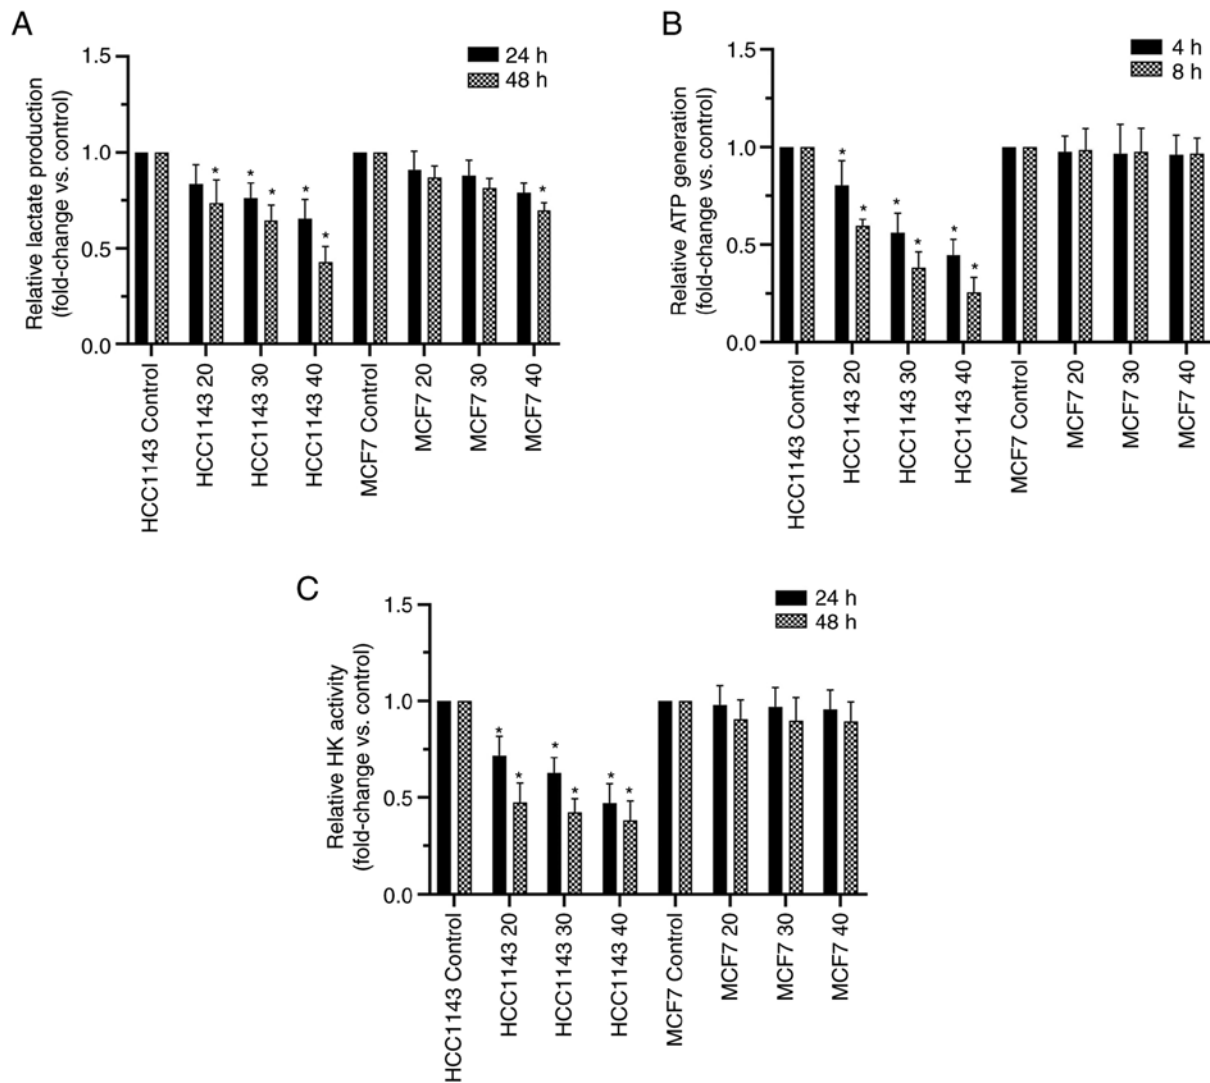 A
24 h
48 h
Relative lactate production
(fold-change vs. control)
1.5
1.0
0.5
0.0
* * * * * *
HCC1143 Control
HCC1143 20
HCC1143 30
HCC1143 40
MCF7 Control
MCF7 20
MCF7 30
MCF7 40
B
4 h
8 h
Relative ATP generation
(fold-change vs. control)
1.5
1.0
0.5
0.0
* * * * * *
HCC1143 Control
HCC1143 20
HCC1143 30
HCC1143 40
MCF7 Control
MCF7 20
MCF7 30
MCF7 40
C
24 h
48 h
Relative HK activity
(fold-change vs. control)
1.5
1.0
0.5
0.0
* * * * * *
HCC1143 Control
HCC1143 20
HCC1143 30
HCC1143 40
MCF7 Control
MCF7 20
MCF7 30
MCF7 40